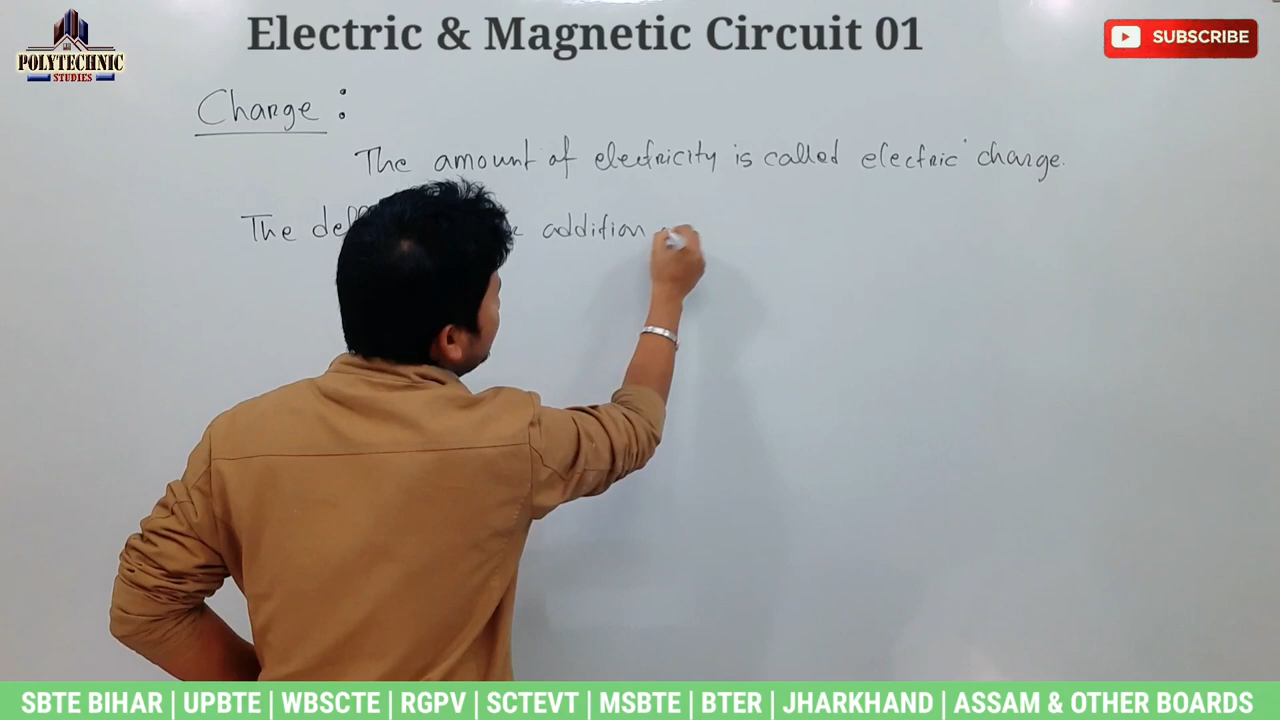 Electric & Magnetic Circuit 01
POLYTECHNIC
STUDIES
SUBSCRIBE
Charge :
The amount of electricity is called electric charge.
The addition
SBTE BIHAR | UPBTE | WBSCTE | RGPV | SCTEVT | MSBTE | BTER | JHARKHAND | ASSAM & OTHER BOARDS